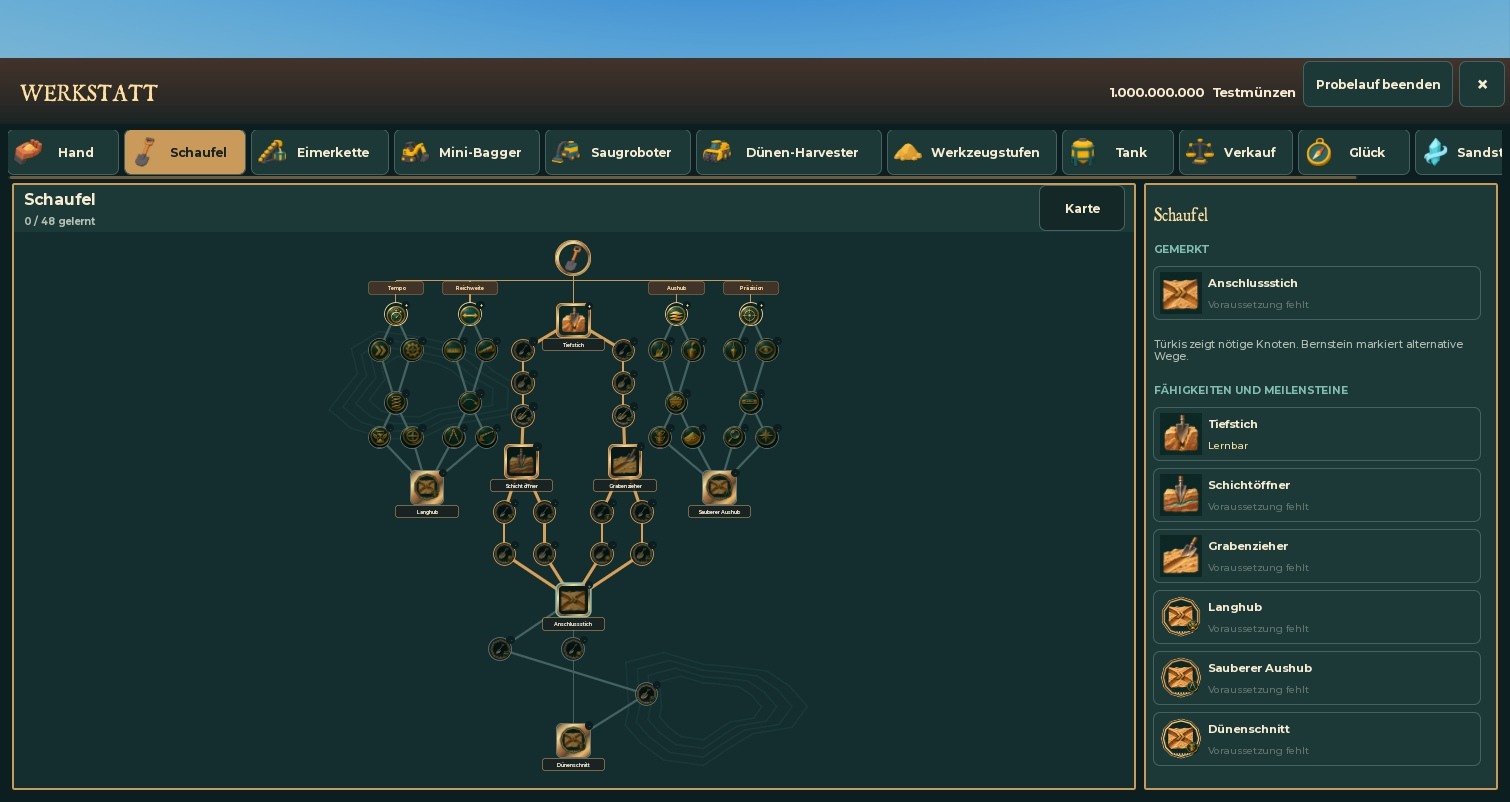 WERKSTATT
1.000.000.000 Testmünzen
Probelauf beenden
×
Hand
Schaufel
Eimerkette
Mini-Bagger
Saugroboter
Dünen-Harvester
Werkzeugstufen
Tank
Verkauf
Glück
Sandst
Schaufel
0 / 48 gelernt
Karte
Tempo
Reichweite
Aushub
Präzision
Tiefstich
Schichtöffner
Grabenzieher
Langhub
Sauberer Aushub
Anschlussstich
Dünenschnitt
Schaufel
GEMERKT
Anschlussstich
Voraussetzung fehlt
Türkis zeigt nötige Knoten. Bernstein markiert alternative
Wege.
FÄHIGKEITEN UND MEILENSTEINE
Tiefstich
Lernbar
Schichtöffner
Voraussetzung fehlt
Grabenzieher
Voraussetzung fehlt
Langhub
Voraussetzung fehlt
Sauberer Aushub
Voraussetzung fehlt
Dünenschnitt
Voraussetzung fehlt